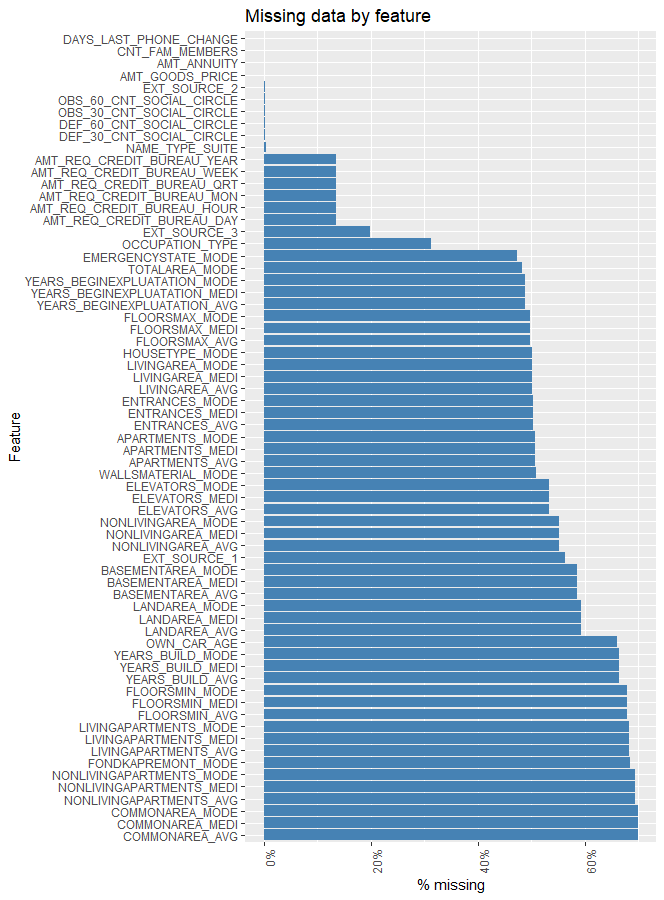 Missing data by feature
DAYS_LAST_PHONE_CHANGE
CNT_FAM_MEMBERS
AMT_ANNUITY
AMT_GOODS_PRICE
EXT_SOURCE_2
OBS_60_CNT_SOCIAL_CIRCLE
OBS_30_CNT_SOCIAL_CIRCLE
DEF_60_CNT_SOCIAL_CIRCLE
DEF_30_CNT_SOCIAL_CIRCLE
NAME_TYPE_SUITE
AMT_REQ_CREDIT_BUREAU_YEAR
AMT_REQ_CREDIT_BUREAU_WEEK
AMT_REQ_CREDIT_BUREAU_QRT
AMT_REQ_CREDIT_BUREAU_MON
AMT_REQ_CREDIT_BUREAU_HOUR
AMT_REQ_CREDIT_BUREAU_DAY
EXT_SOURCE_3
OCCUPATION_TYPE
EMERGENCYSTATE_MODE
TOTALAREA_MODE
YEARS_BEGINEXPLUATATION_MODE
YEARS_BEGINEXPLUATATION_MEDI
YEARS_BEGINEXPLUATATION_AVG
FLOORSMAX_MODE
FLOORSMAX_MEDI
FLOORSMAX_AVG
HOUSETYPE_MODE
LIVINGAREA_MODE
LIVINGAREA_MEDI
LIVINGAREA_AVG
ENTRANCES_MODE
ENTRANCES_MEDI
ENTRANCES_AVG
APARTMENTS_MODE
APARTMENTS_MEDI
APARTMENTS_AVG
WALLSMATERIAL_MODE
ELEVATORS_MODE
ELEVATORS_MEDI
ELEVATORS_AVG
NONLIVINGAREA_MODE
NONLIVINGAREA_MEDI
NONLIVINGAREA_AVG
EXT_SOURCE_1
BASEMENTAREA_MODE
BASEMENTAREA_MEDI
BASEMENTAREA_AVG
LANDAREA_MODE
LANDAREA_MEDI
LANDAREA_AVG
OWN_CAR_AGE
YEARS_BUILD_MODE
YEARS_BUILD_MEDI
YEARS_BUILD_AVG
FLOORSMIN_MODE
FLOORSMIN_MEDI
FLOORSMIN_AVG
LIVINGAPARTMENTS_MODE
LIVINGAPARTMENTS_MEDI
LIVINGAPARTMENTS_AVG
FONDKAPREMONT_MODE
NONLIVINGAPARTMENTS_MODE
NONLIVINGAPARTMENTS_MEDI
NONLIVINGAPARTMENTS_AVG
COMMONAREA_MODE
COMMONAREA_MEDI
COMMONAREA_AVG
Feature
0%
20%
40%
60%
% missing